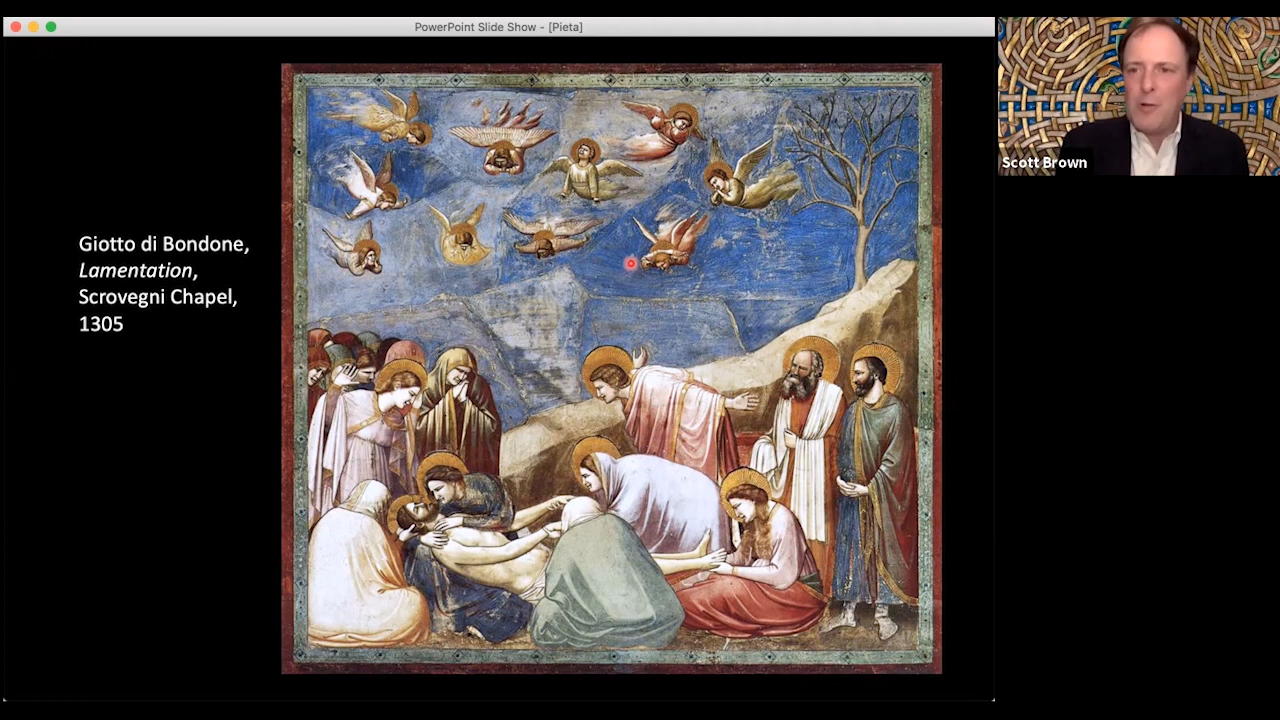 PowerPoint Slide Show - [Pieta]
Scott Brown
Giotto di Bondone,
Lamentation,
Scrovegni Chapel,
1305